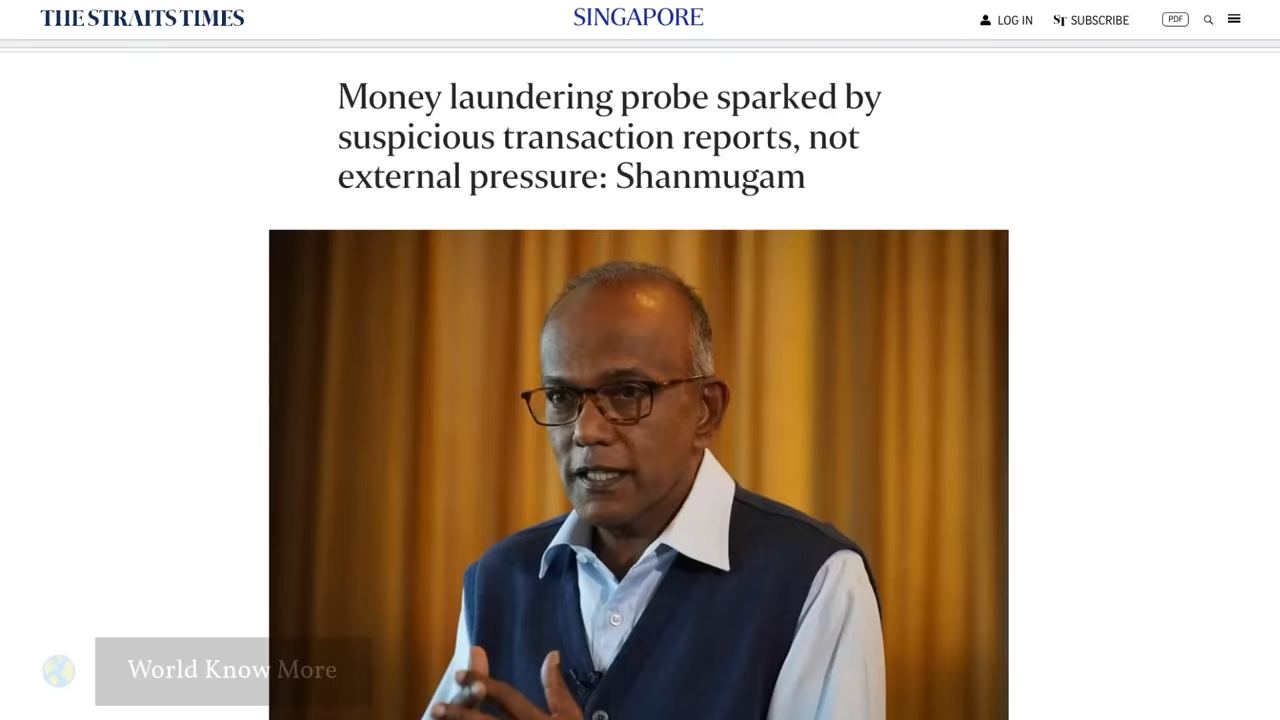 THE STRAITS TIMES
SINGAPORE
LOG IN
ST SUBSCRIBE
PDF
Money laundering probe sparked by
suspicious transaction reports, not
external pressure: Shanmugam
World Know More